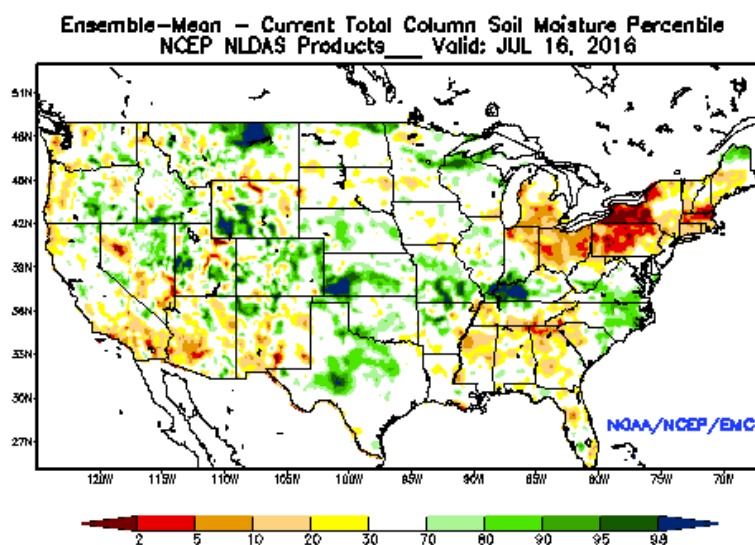 Ensemble-Mean - Current Total Column Soil Moisture Percentile
NCEP NLDAS Products___ Valid: JUL 16, 2016
51N
48N
45N
42N
39N
36N
33N
30N
27N
120W 115W 110W 105W 100W 95W 90W 85W 80W 75W 70W
NOAA/NCEP/EMC
2 5 10 20 30 70 80 90 95 98